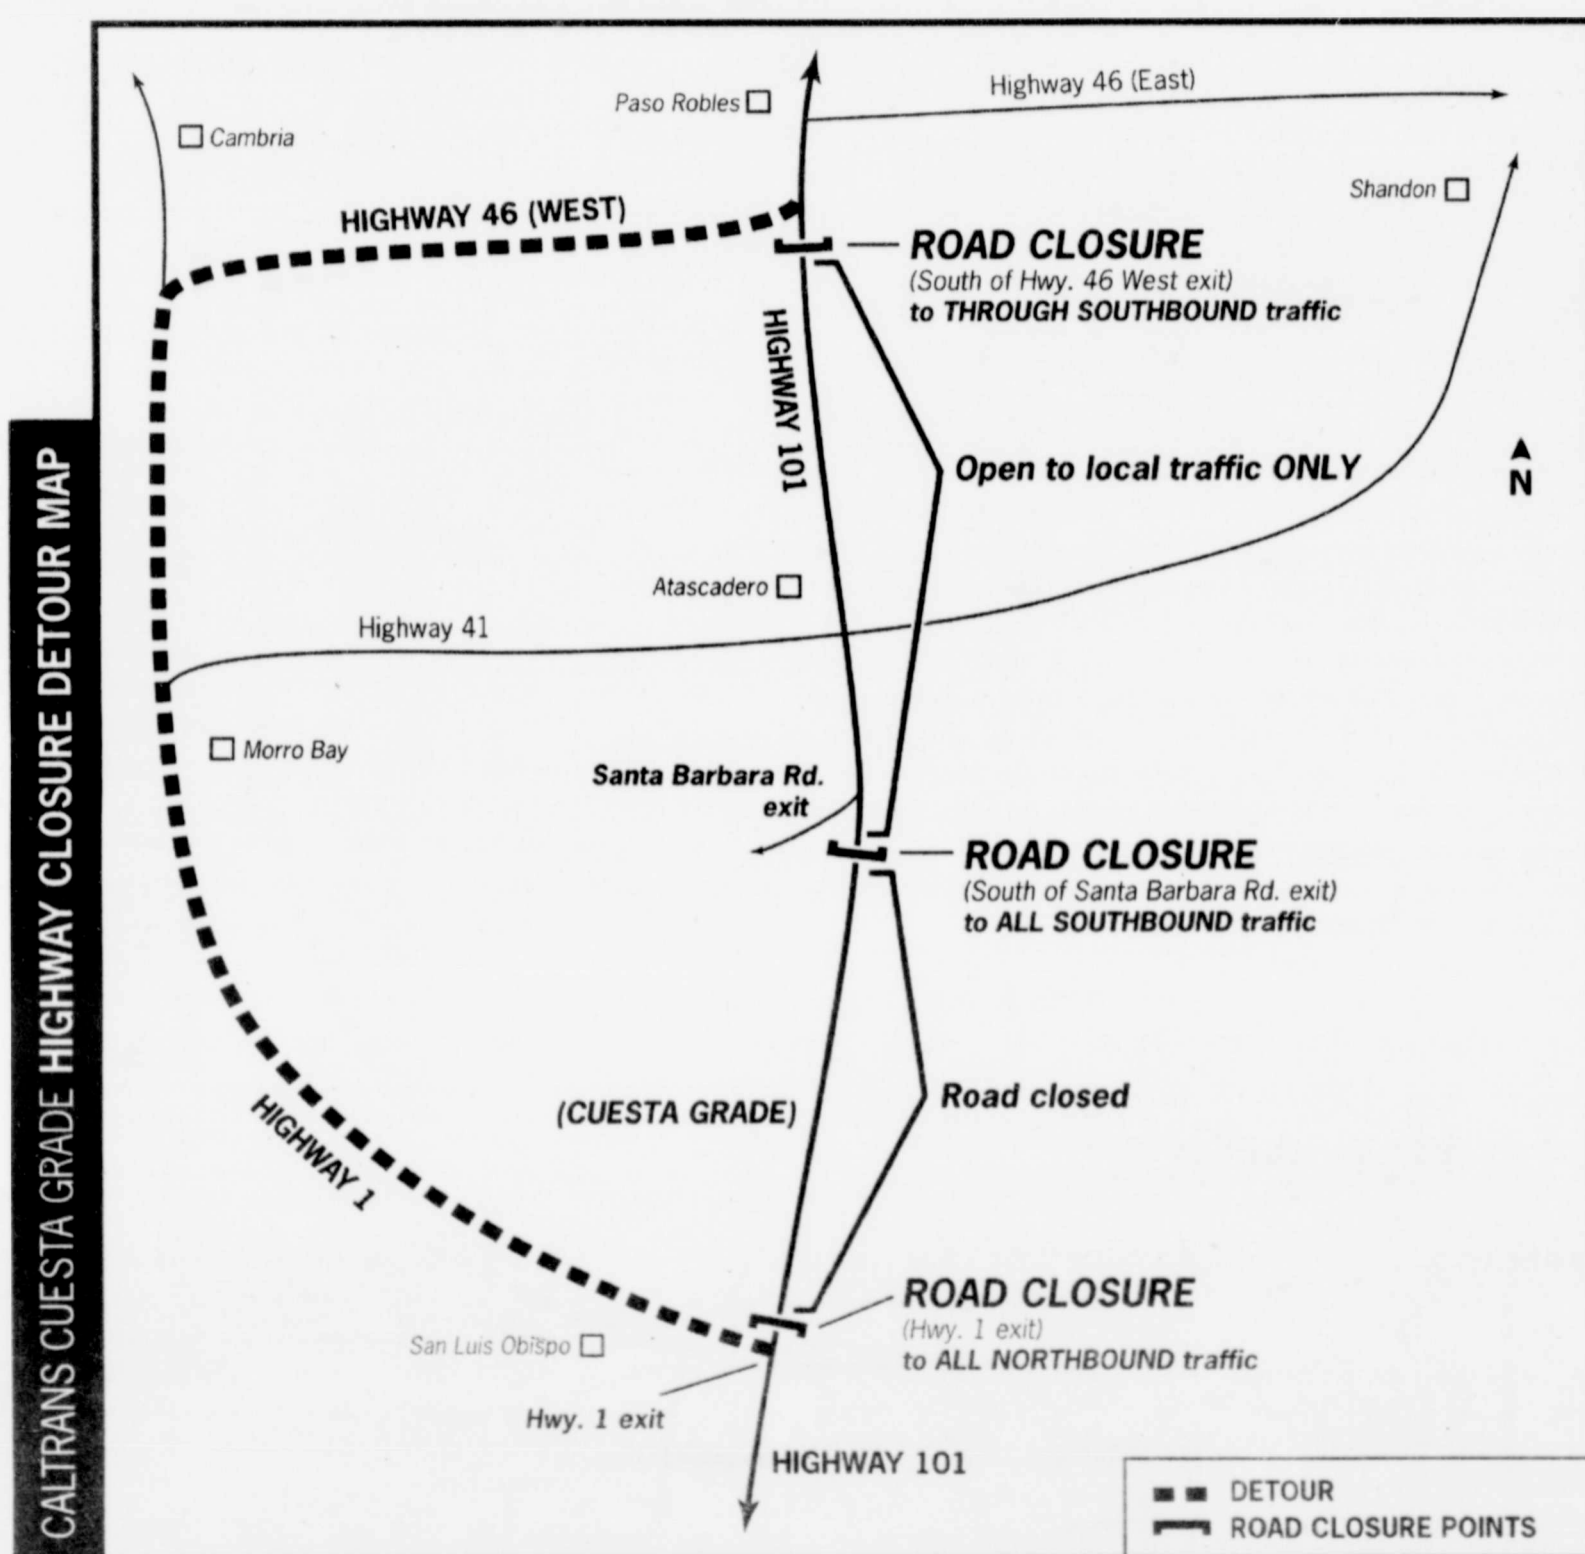 CALTRANS CUESTA GRADE HIGHWAY CLOSURE DETOUR MAP
Paso Robles
Highway 46 (East)
Cambria
Shandon
HIGHWAY 46 (WEST)
ROAD CLOSURE
(South of Hwy. 46 West exit)
to THROUGH SOUTHBOUND traffic
HIGHWAY 101
Open to local traffic ONLY
N
Atascadero
Highway 41
Morro Bay
Santa Barbara Rd.
exit
ROAD CLOSURE
(South of Santa Barbara Rd. exit)
to ALL SOUTHBOUND traffic
(CUESTA GRADE)
Road closed
HIGHWAY 1
ROAD CLOSURE
(Hwy. 1 exit)
to ALL NORTHBOUND traffic
San Luis Obispo
Hwy. 1 exit
HIGHWAY 101
DETOUR
ROAD CLOSURE POINTS